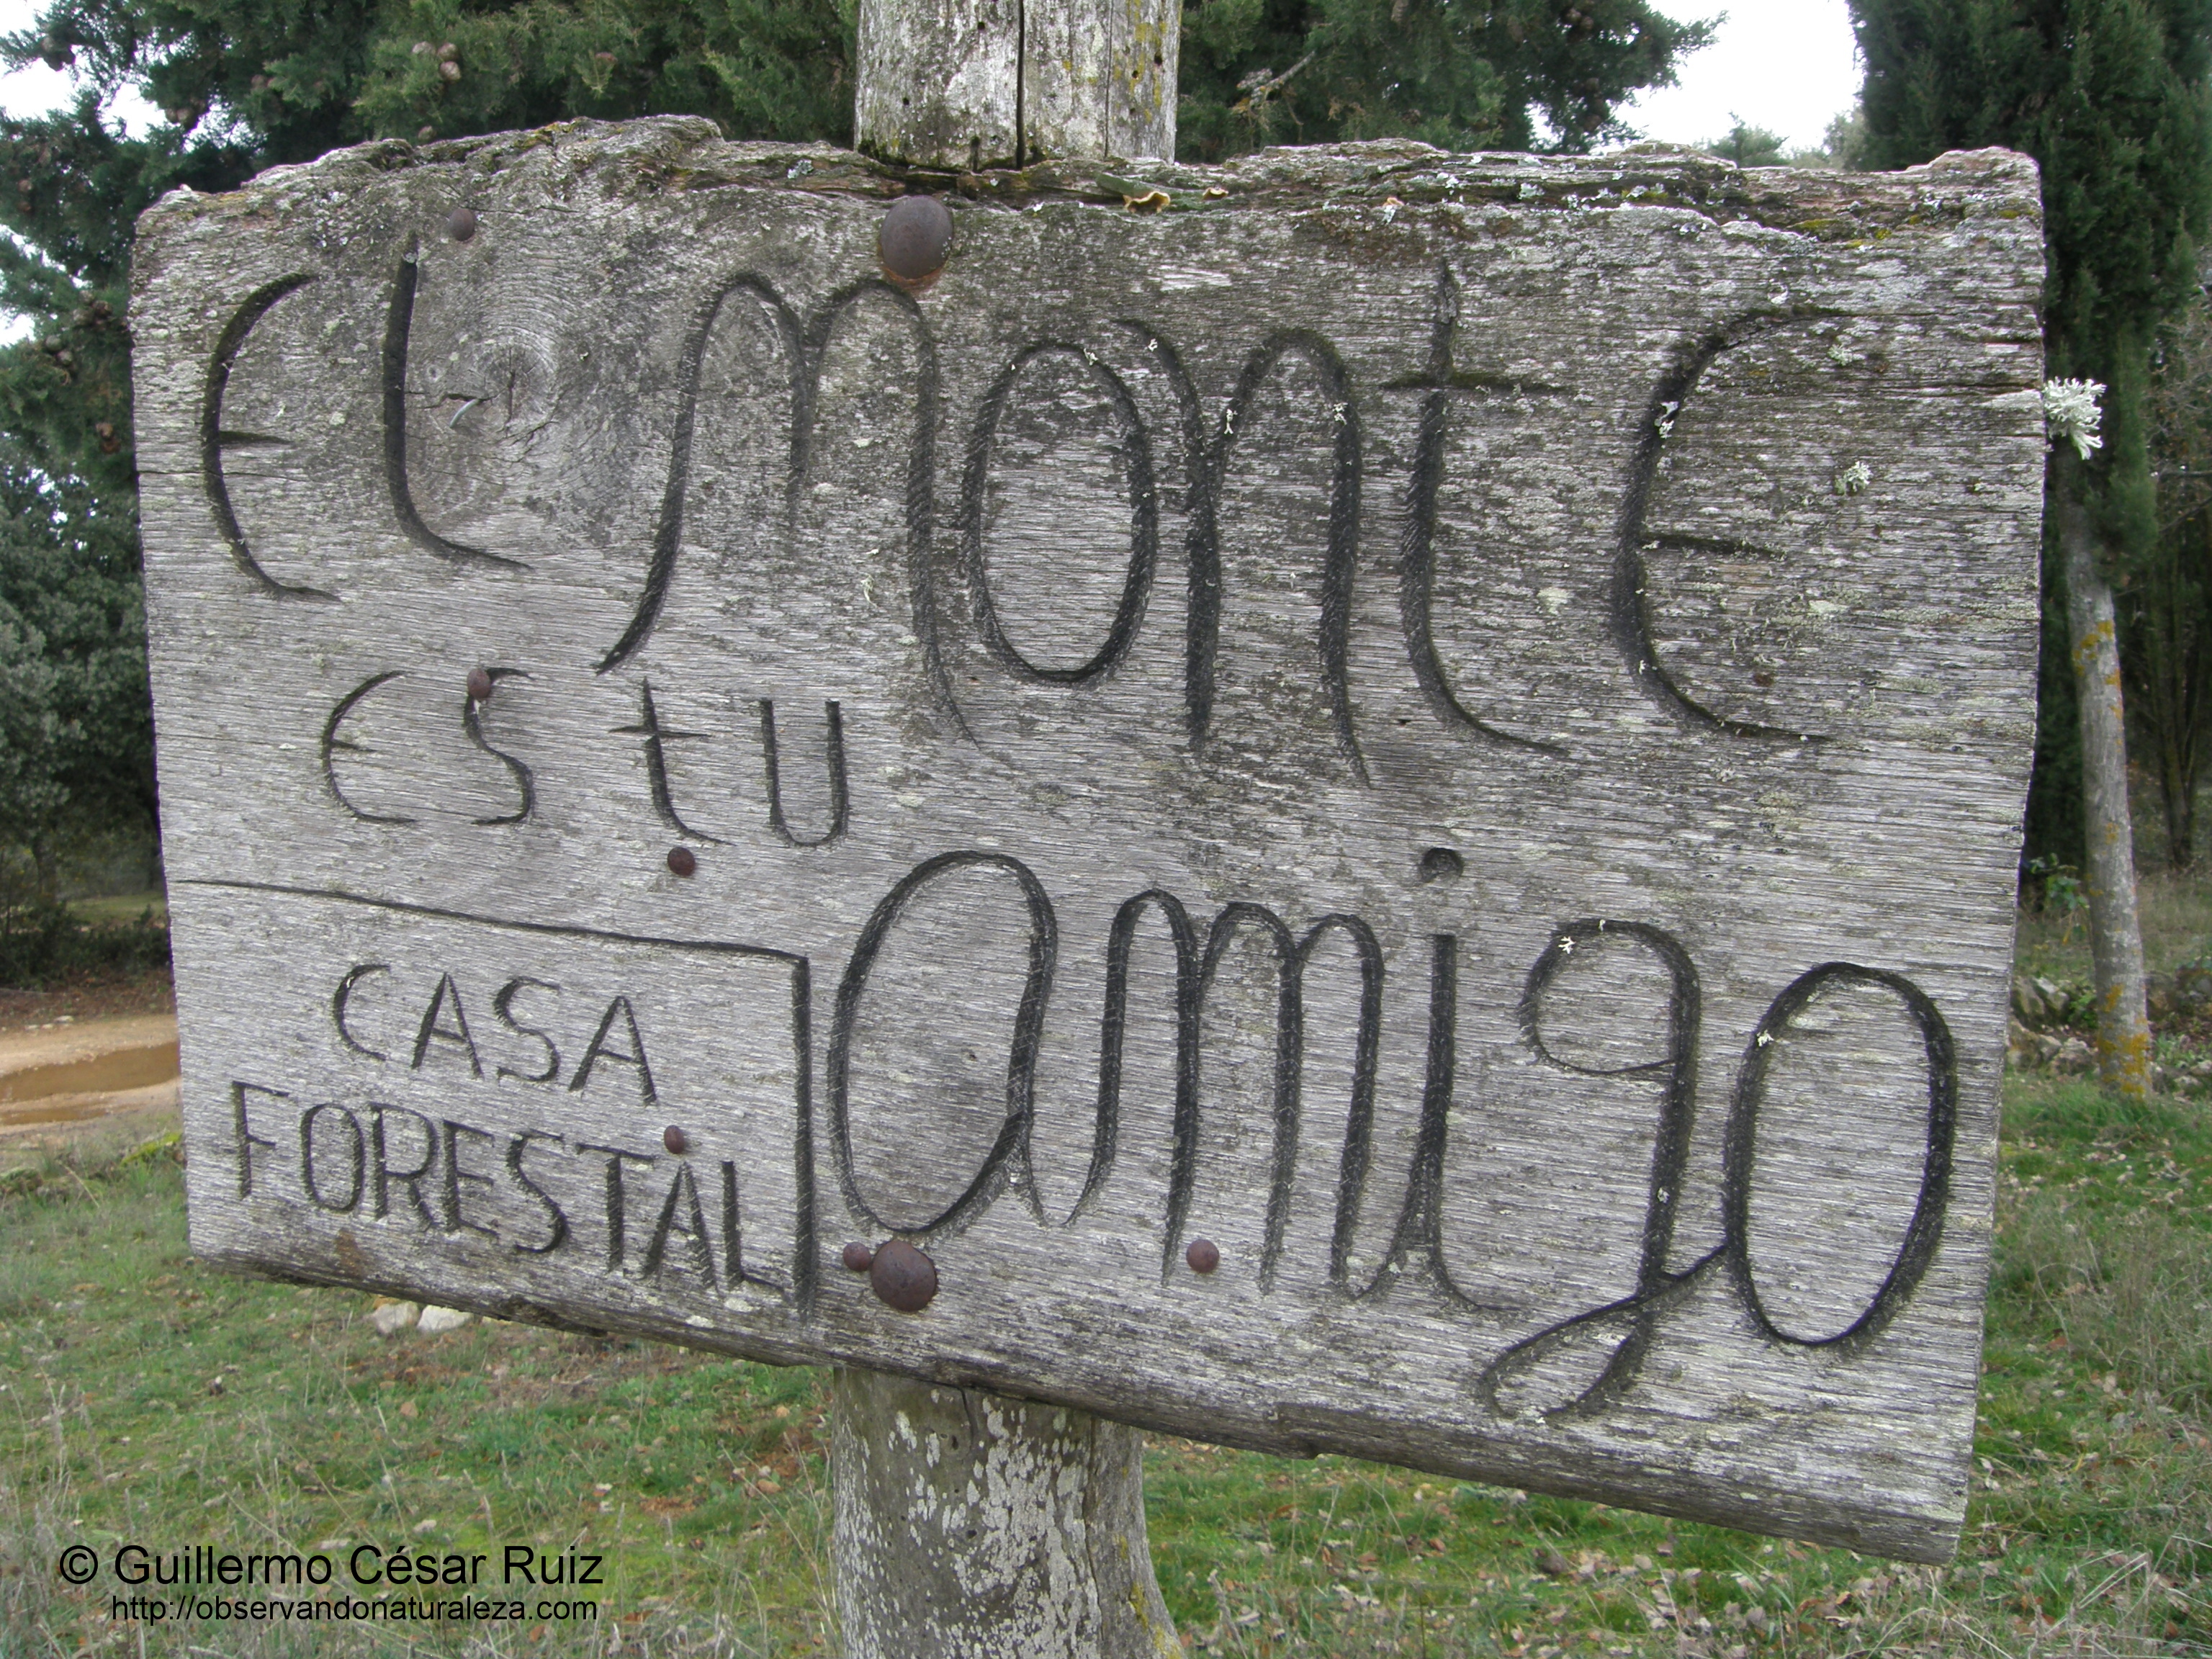 El monte
es tu
amigo
CASA
FORESTAL
© Guillermo César Ruiz
http://observandonaturaleza.com